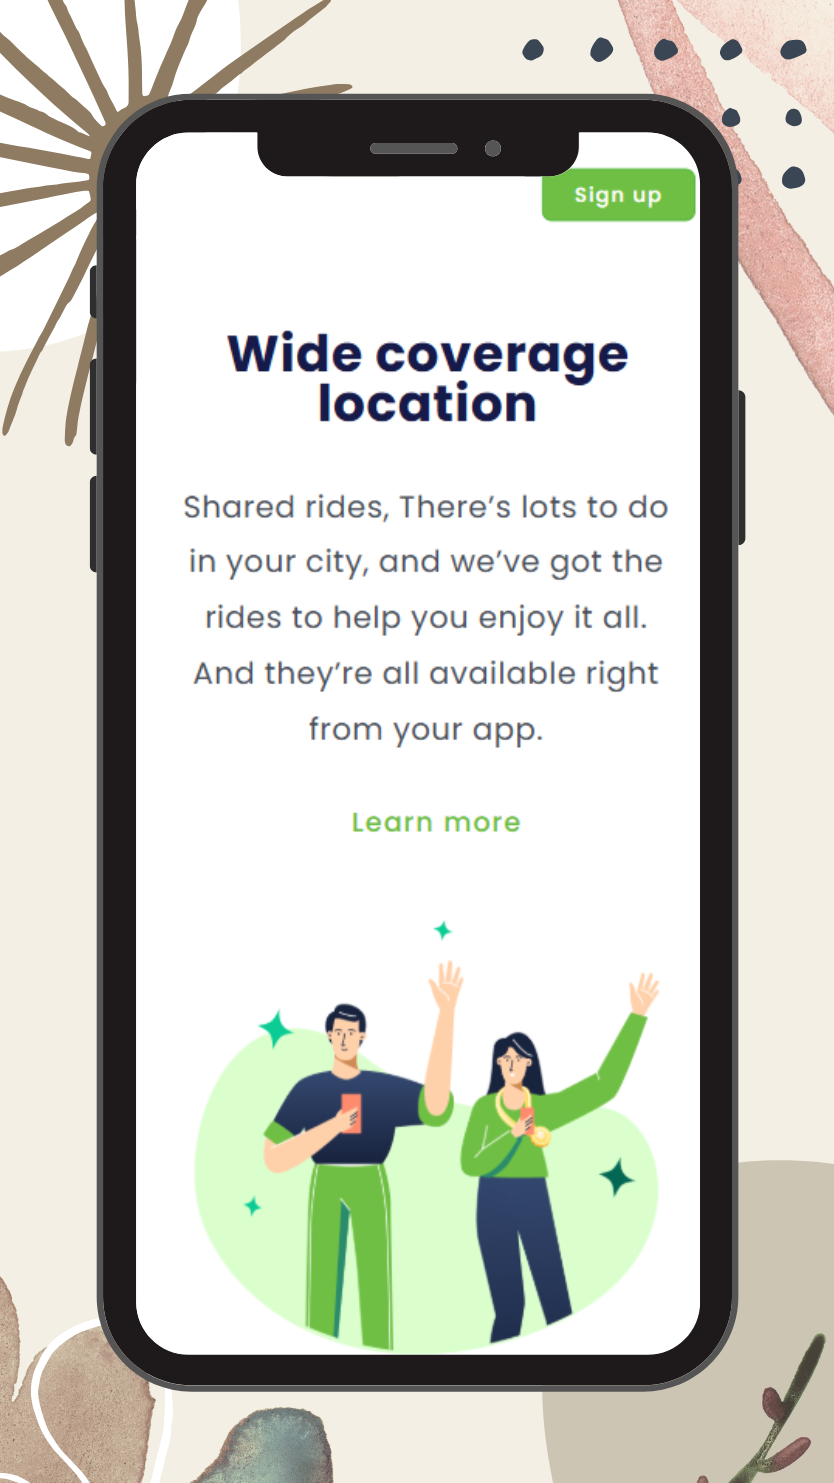 Sign up
Wide coverage
location
Shared rides, There’s lots to do
in your city, and we’ve got the
rides to help you enjoy it all.
And they’re all available right
from your app.
Learn more